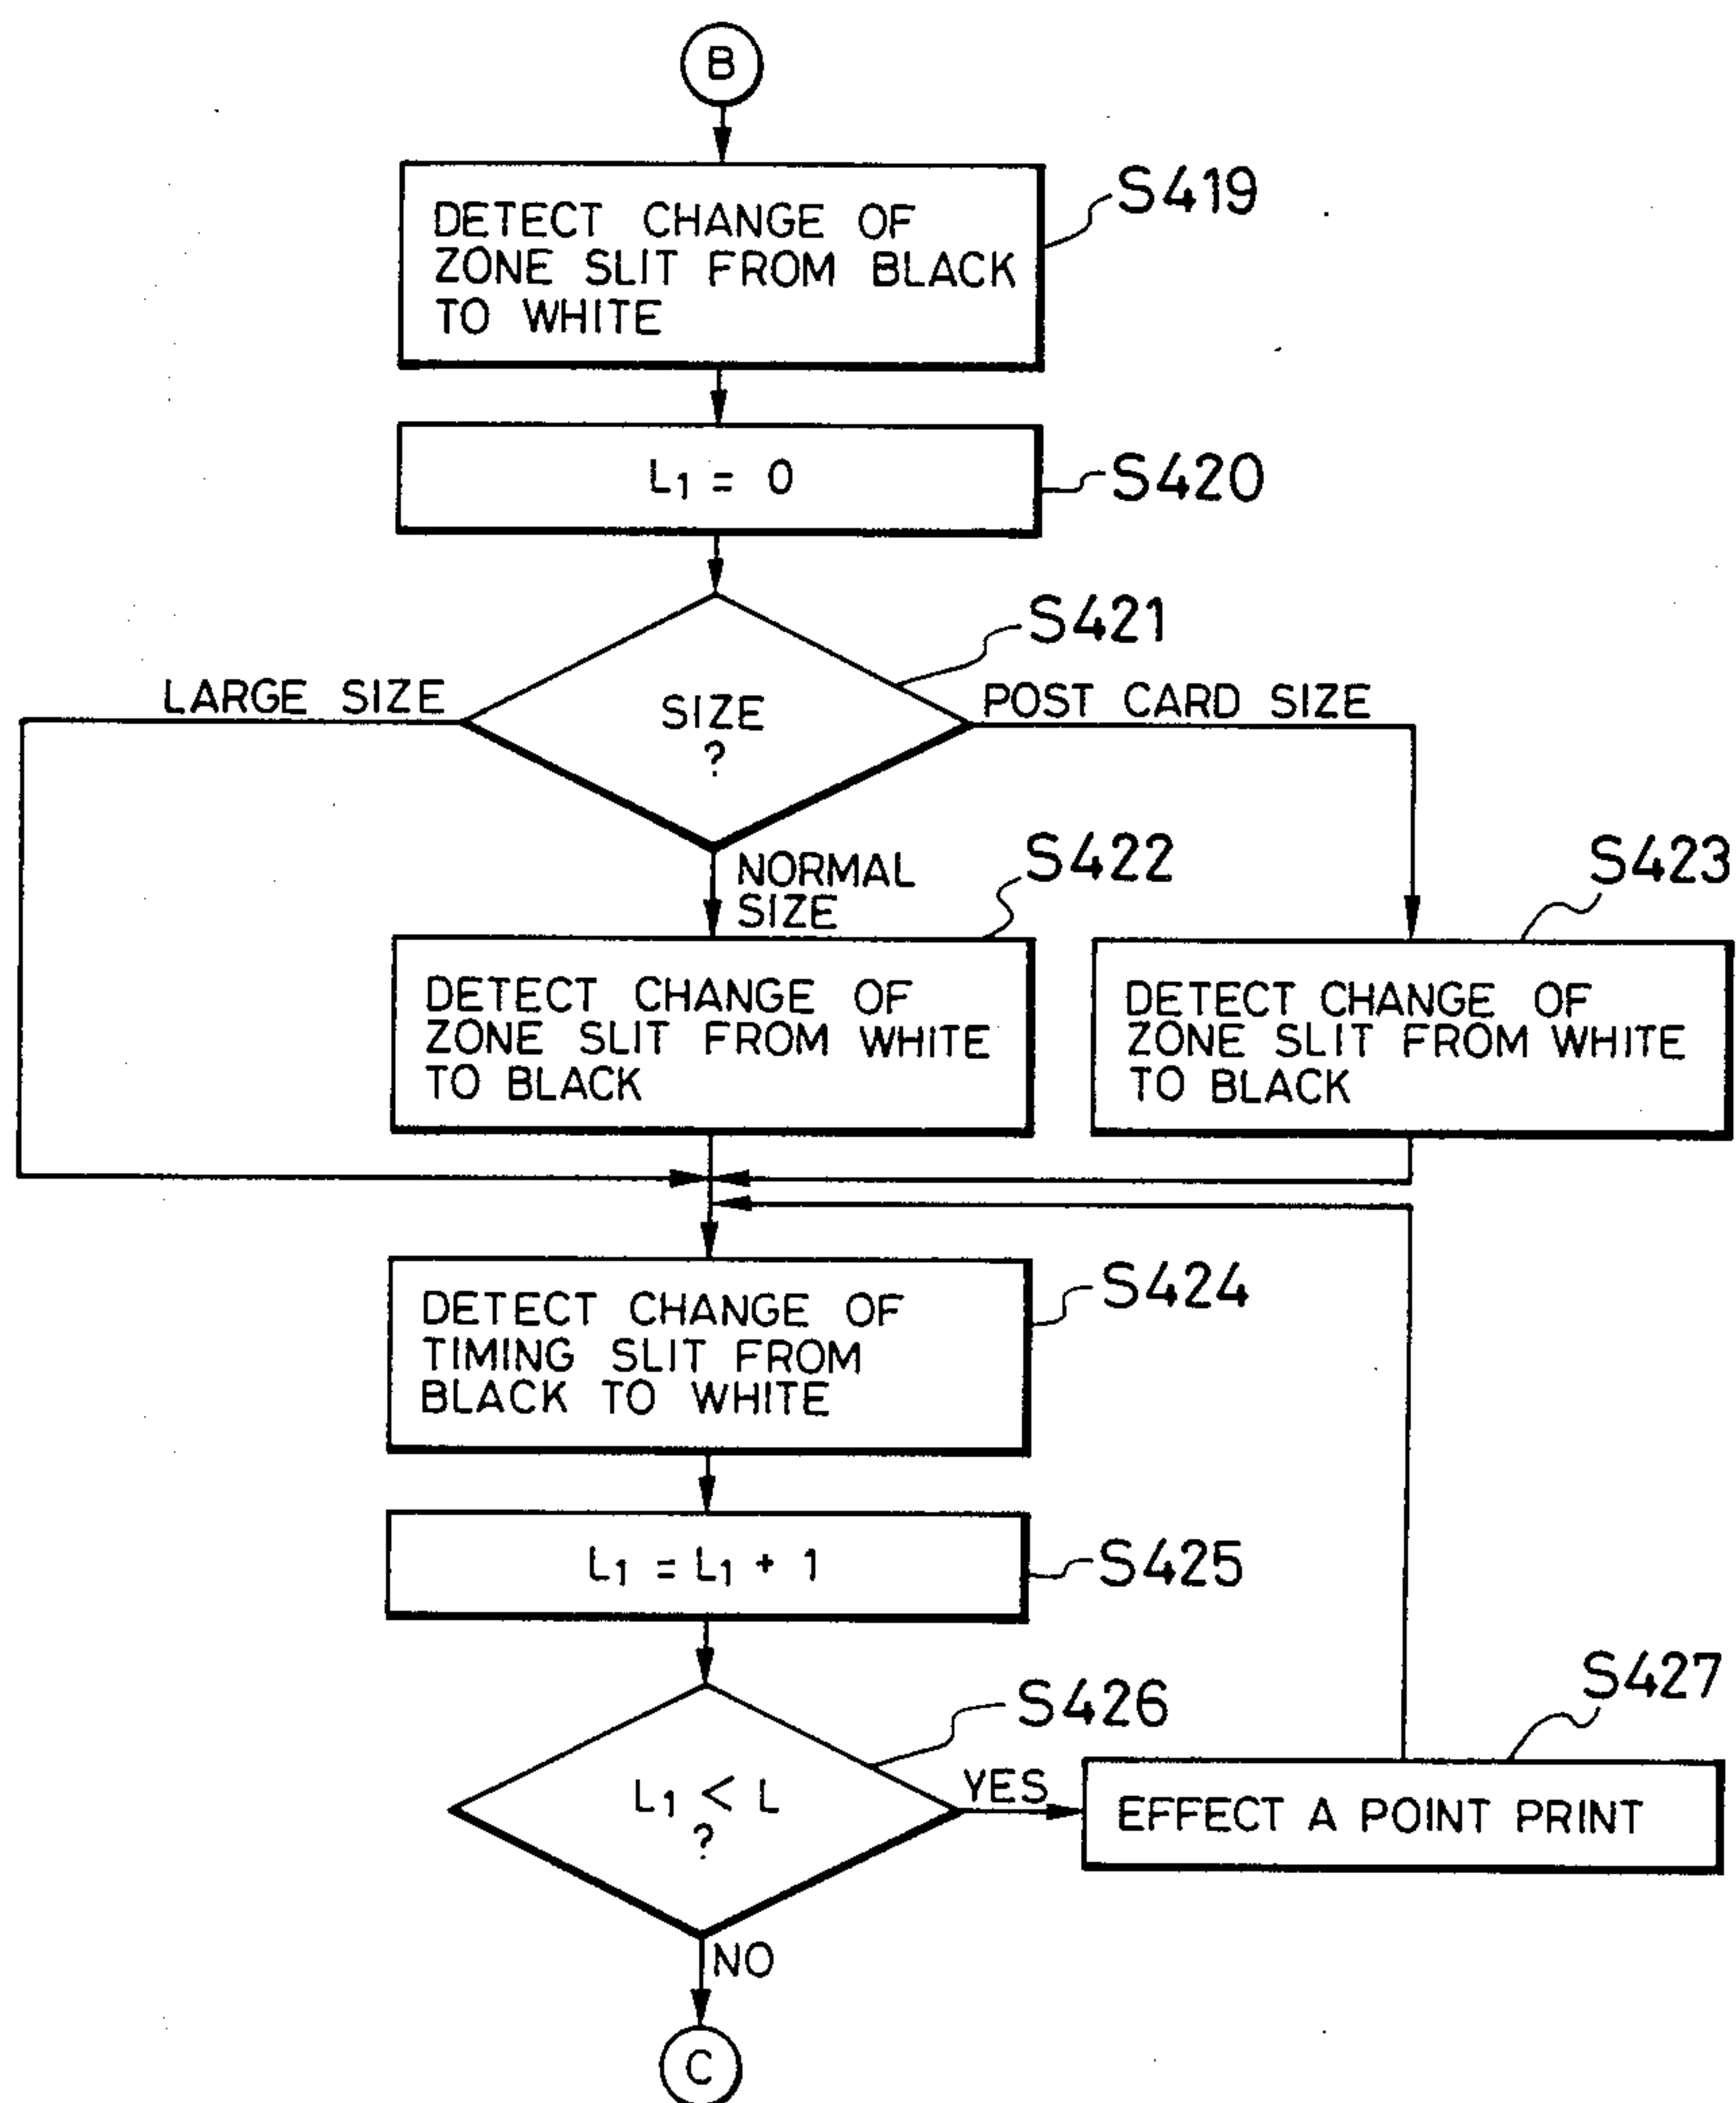 B
DETECT CHANGE OF
ZONE SLIT FROM BLACK
TO WHITE
S419
L1 = 0
S420
S421
LARGE SIZE
SIZE
?
POST CARD SIZE
NORMAL
SIZE
S422
S423
DETECT CHANGE OF
ZONE SLIT FROM WHITE
TO BLACK
DETECT CHANGE OF
ZONE SLIT FROM WHITE
TO BLACK
S424
DETECT CHANGE OF
TIMING SLIT FROM
BLACK TO WHITE
L1 = L1 + 1
S425
S426
S427
L1 < L
?
YES
EFFECT A POINT PRINT
NO
C